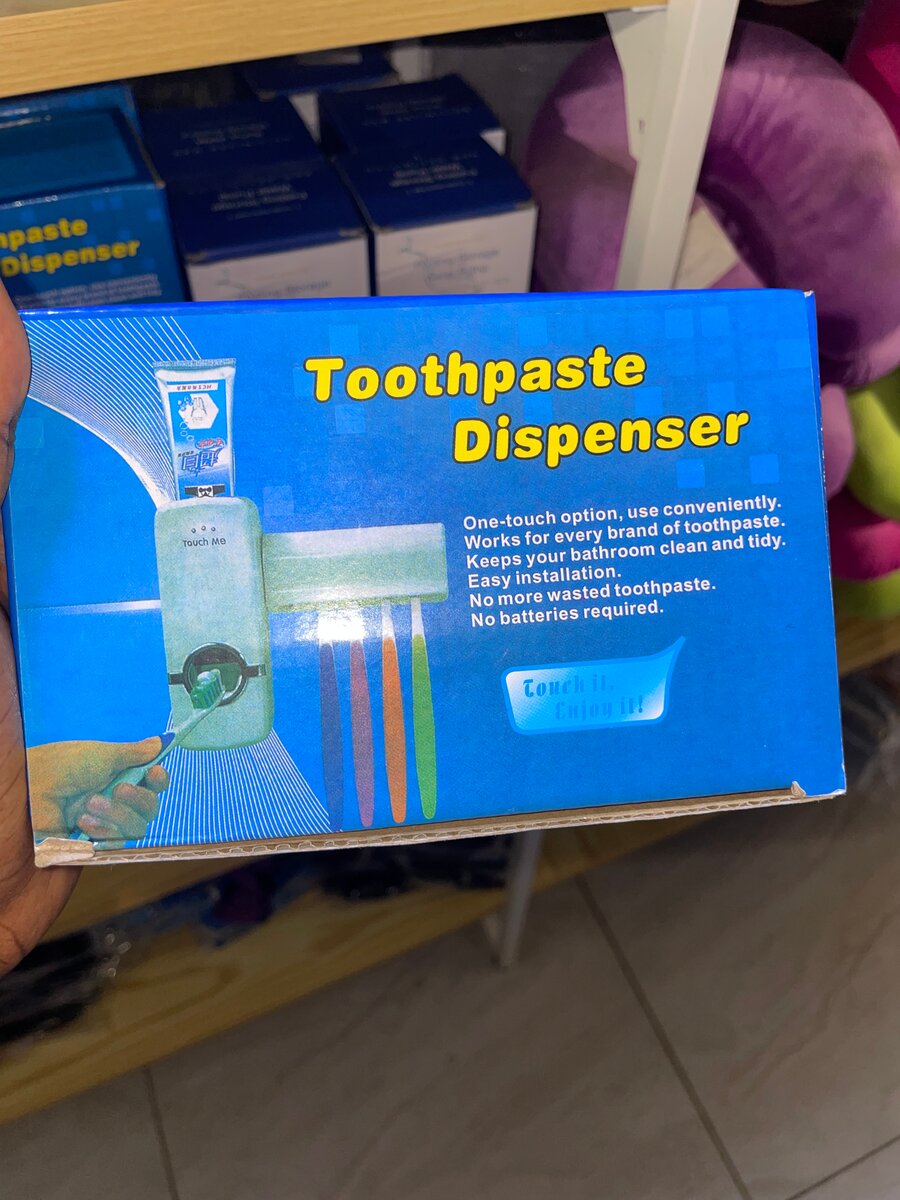 paste
Dispenser
Toothpaste
Dispenser
One-touch option, use conveniently.
Works for every brand of toothpaste.
Keeps your bathroom clean and tidy.
Easy installation.
No more wasted toothpaste.
No batteries required.
Touch Me
Touch it,
Enjoy it!